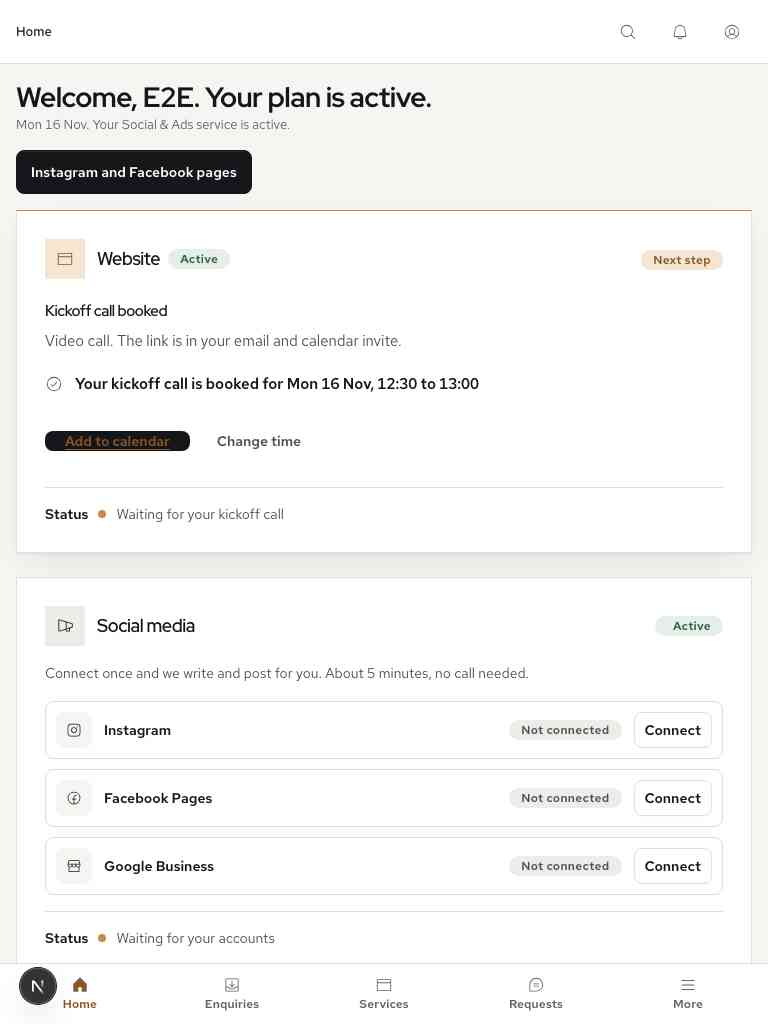 Home
Welcome, E2E. Your plan is active.
Mon 16 Nov. Your Social & Ads service is active.
Instagram and Facebook pages
Website Active Next step
Kickoff call booked
Video call. The link is in your email and calendar invite.
Your kickoff call is booked for Mon 16 Nov, 12:30 to 13:00
Add to calendar Change time
Status Waiting for your kickoff call
Social media Active
Connect once and we write and post for you. About 5 minutes, no call needed.
Instagram Not connected Connect
Facebook Pages Not connected Connect
Google Business Not connected Connect
Status Waiting for your accounts
N
Home Enquiries Services Requests More